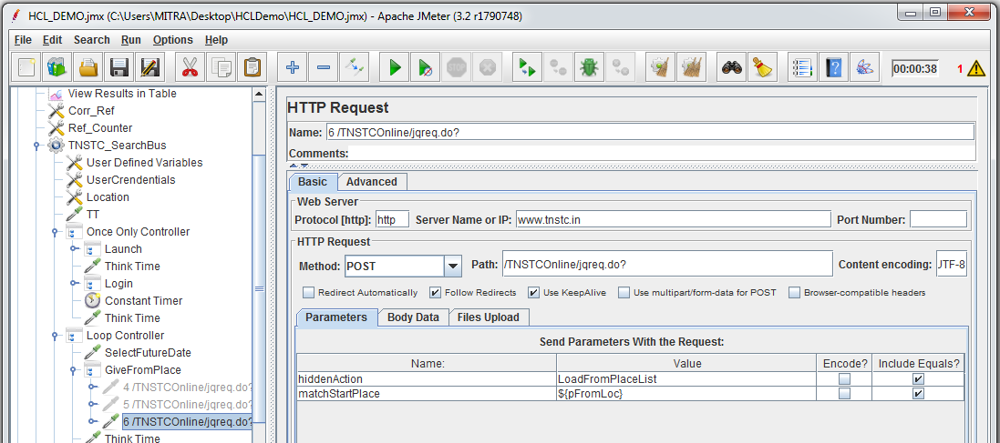 HCL_DEMO.jmx (C:\Users\MITRA\Desktop\HCLDemo\HCL_DEMO.jmx) - Apache JMeter (3.2 r1790748)
File Edit Search Run Options Help
STOP
00:00:38 1
View Results in Table
Corr_Ref
Ref_Counter
TNSTC_SearchBus
User Defined Variables
UserCrendentials
Location
TT
Once Only Controller
Launch
Think Time
Login
Constant Timer
Think Time
Loop Controller
SelectFutureDate
GiveFromPlace
4 /TNSTCOnline/jqreq.do?
5 /TNSTCOnline/jqreq.do?
6 /TNSTCOnline/jqreq.do?
Think Time
HTTP Request
Name: 6 /TNSTCOnline/jqreq.do?
Comments:
Basic Advanced
Web Server
Protocol [http]: http Server Name or IP: www.tnstc.in Port Number:
HTTP Request
Method: POST Path: /TNSTCOnline/jqreq.do? Content encoding: JTF-8
Redirect Automatically Follow Redirects Use KeepAlive Use multipart/form-data for POST Browser-compatible headers
Parameters Body Data Files Upload
Send Parameters With the Request:
Name: Value Encode? Include Equals?
hiddenAction LoadFromPlaceList
matchStartPlace ${pFromLoc}